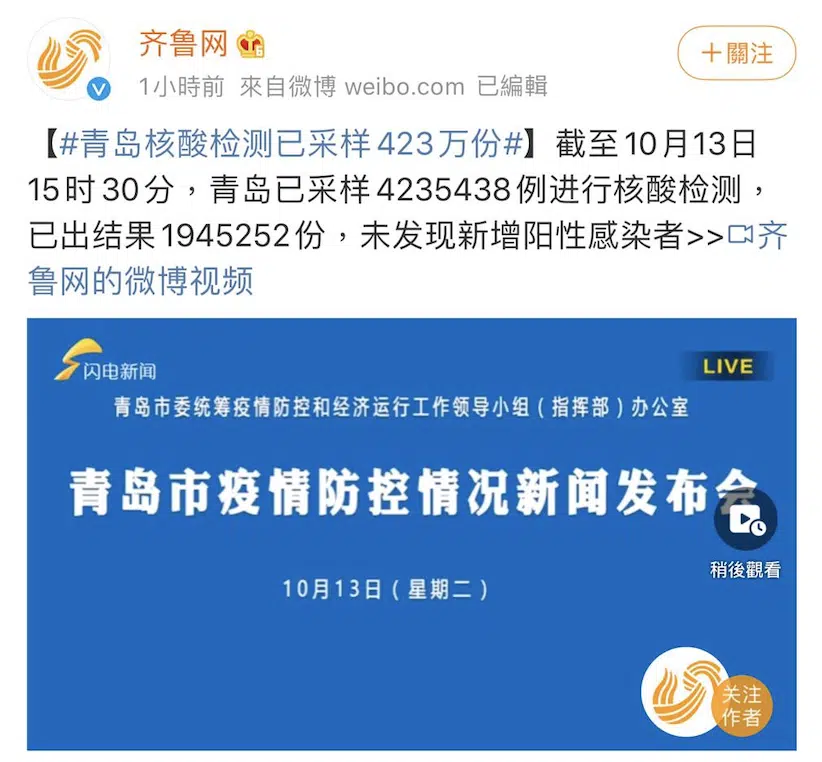 齐鲁网
＋關注
1小時前 來自微博 weibo.com 已編輯
【#青岛核酸检测已采样423万份#】截至10月13日
15时30分，青岛已采样4235438例进行核酸检测，
已出结果1945252份，未发现新增阳性感染者>>齐
鲁网的微博视频
闪电新闻
LIVE
青岛市委统筹疫情防控和经济运行工作领导小组（指挥部）办公室
青岛市疫情防控情况新闻发布会
稍後觀看
10月13日（星期二）
关注
作者